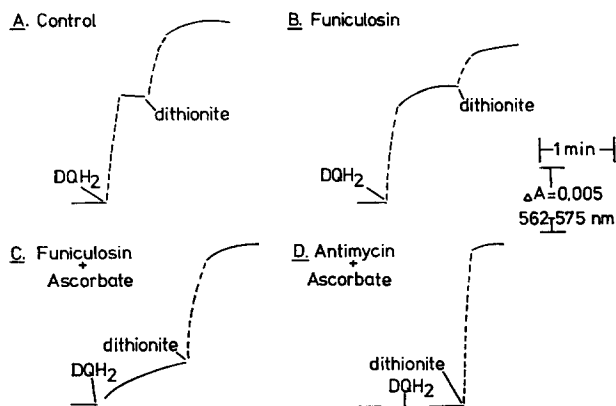 A. Control
dithionite
DQH2
B. Funiculosin
dithionite
DQH2
1 min
ΔA=0.005
562-575 nm
C. Funiculosin
+
Ascorbate
dithionite
DQH2
D. Antimycin
+
Ascorbate
dithionite
DQH2